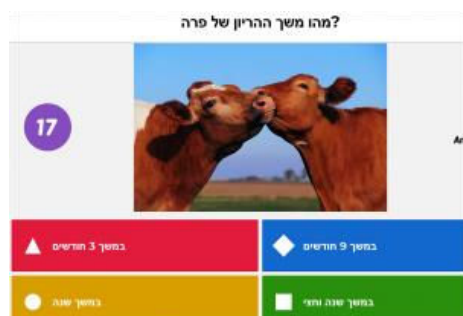 מהו משך ההריון של פרה?
17
במשך 3 חודשים
במשך 9 חודשים
במשך שנה
במשך שנה וחצי